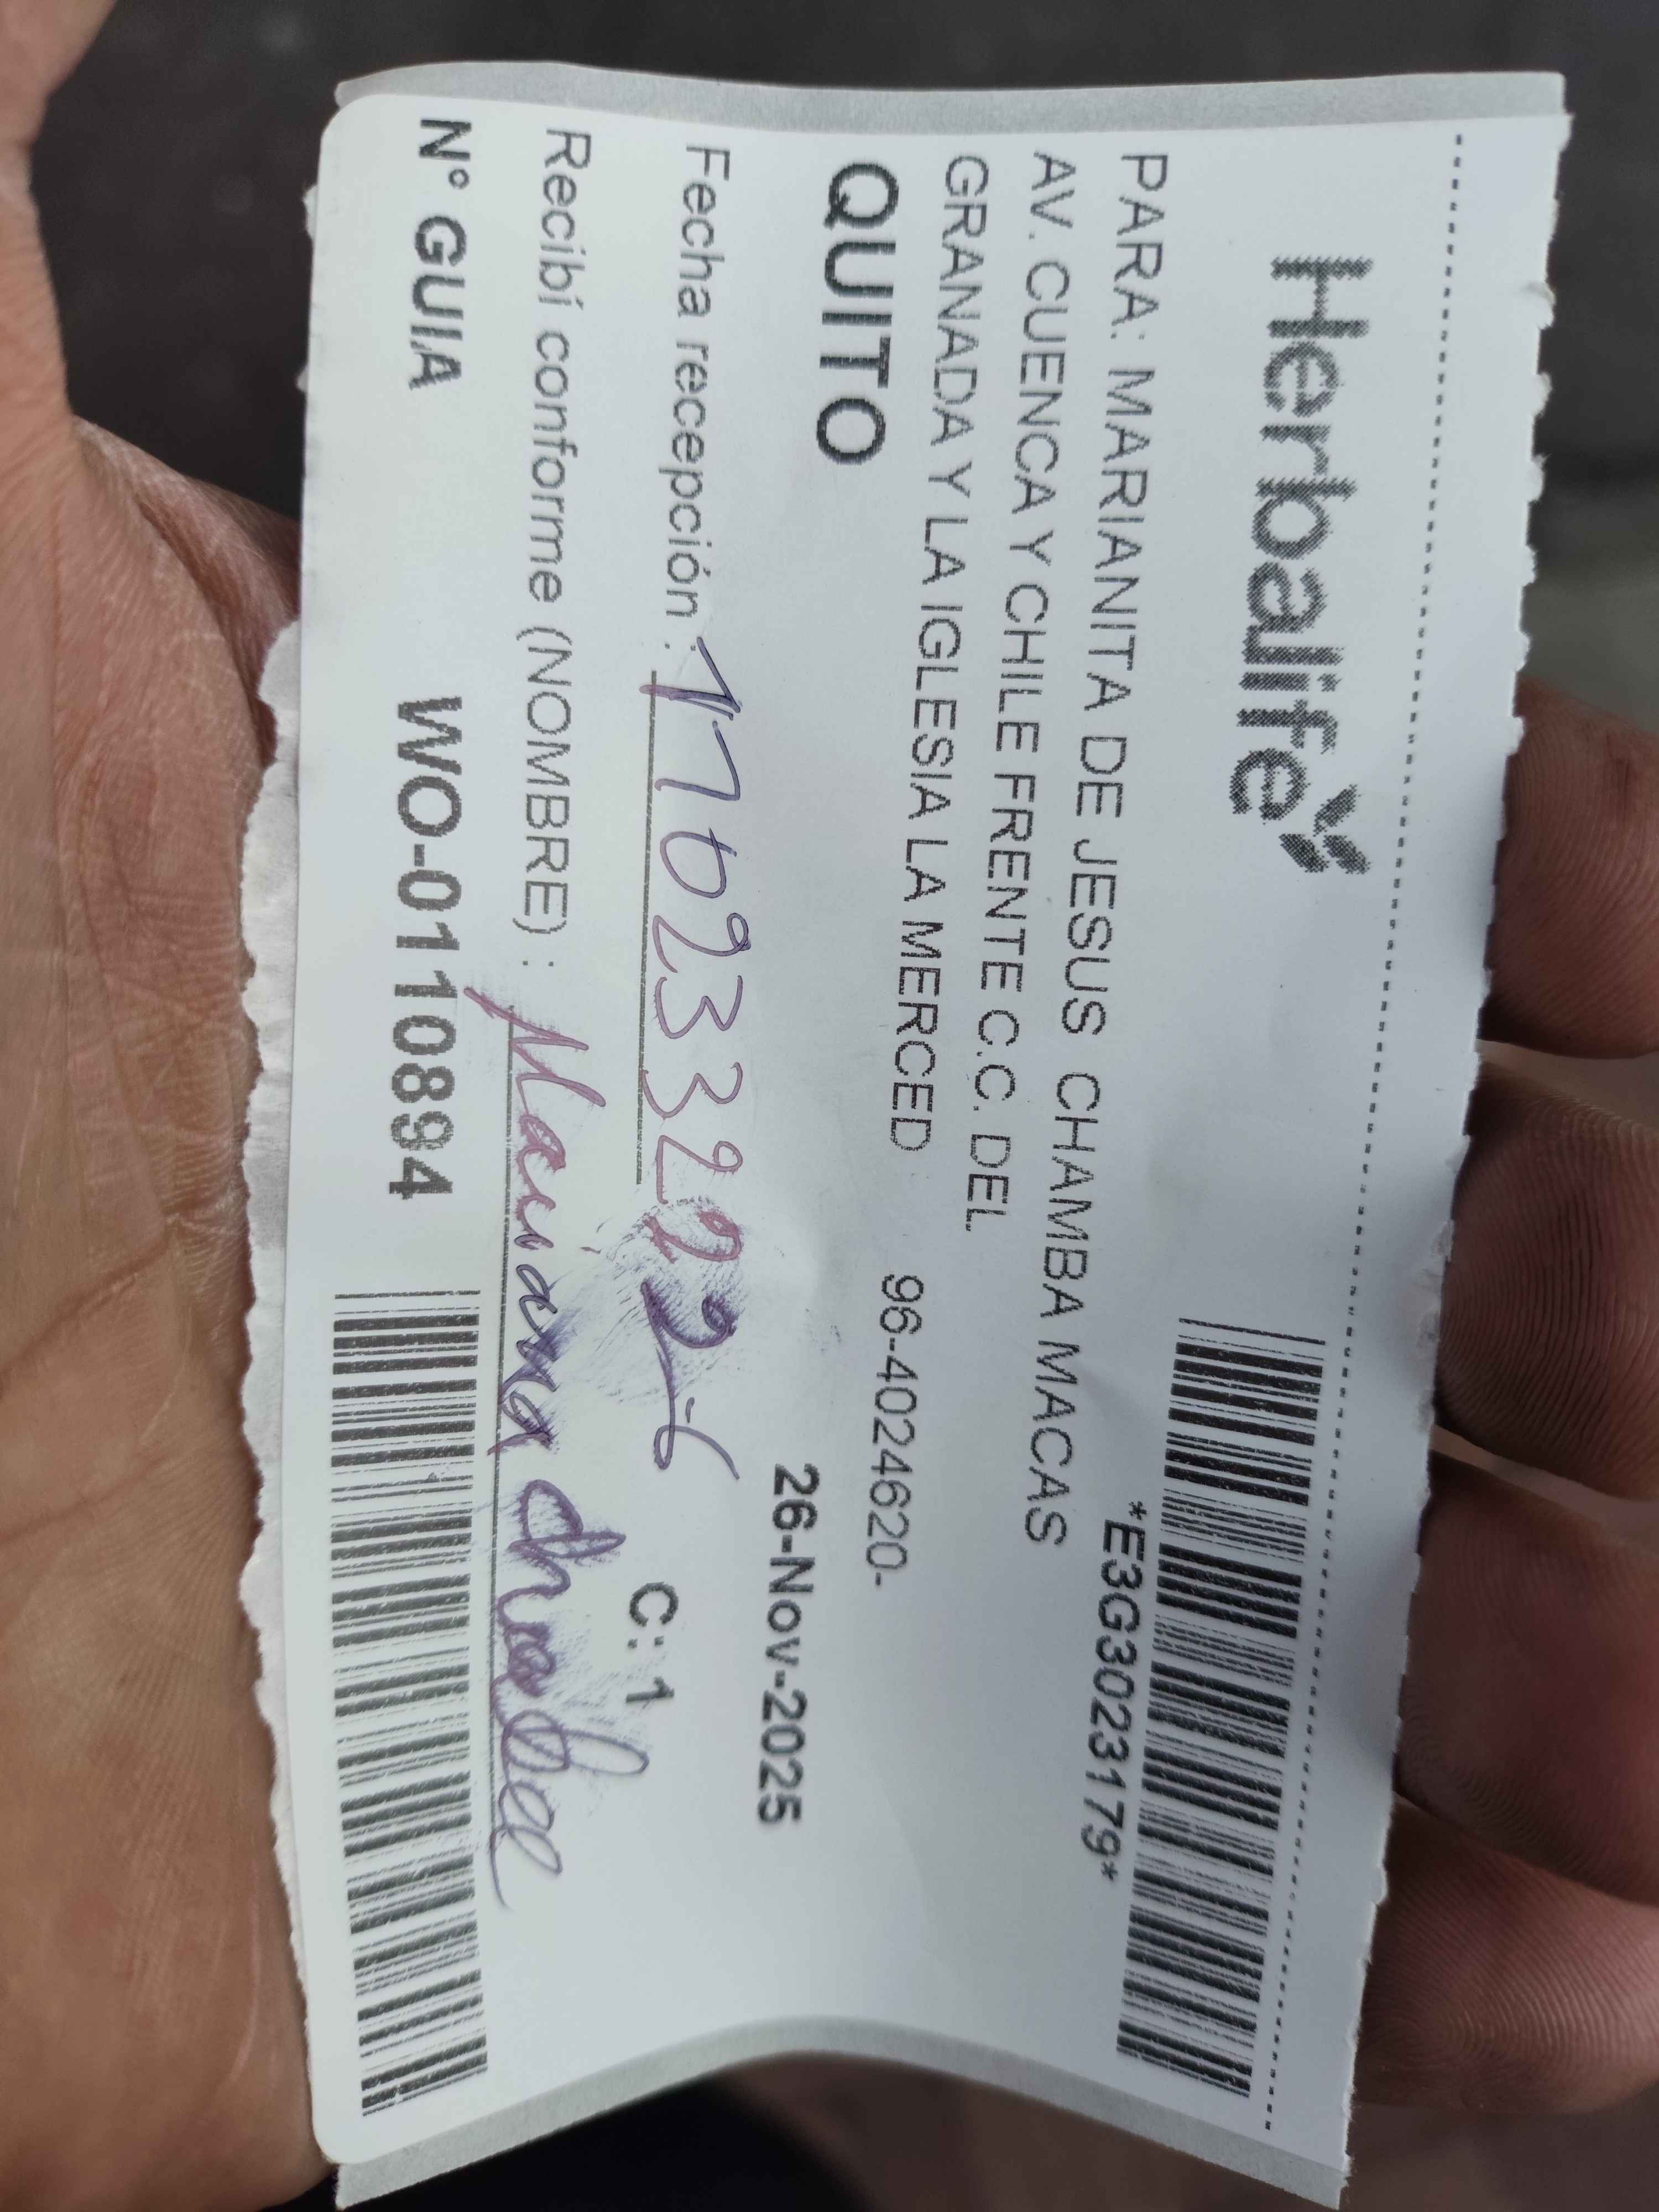 Herbalife
*E3G3023179*
PARA: MARIANITA DE JESUS CHAMBA MACAS
AV. CUENCA Y CHILE FRENTE C.C. DEL
GRANADA Y LA IGLESIA LA MERCED 96-4024620-
QUITO 26-Nov-2025
Fecha recepción :
Recibí conforme (NOMBRE) : C: 1
N° GUIA WO-0110894